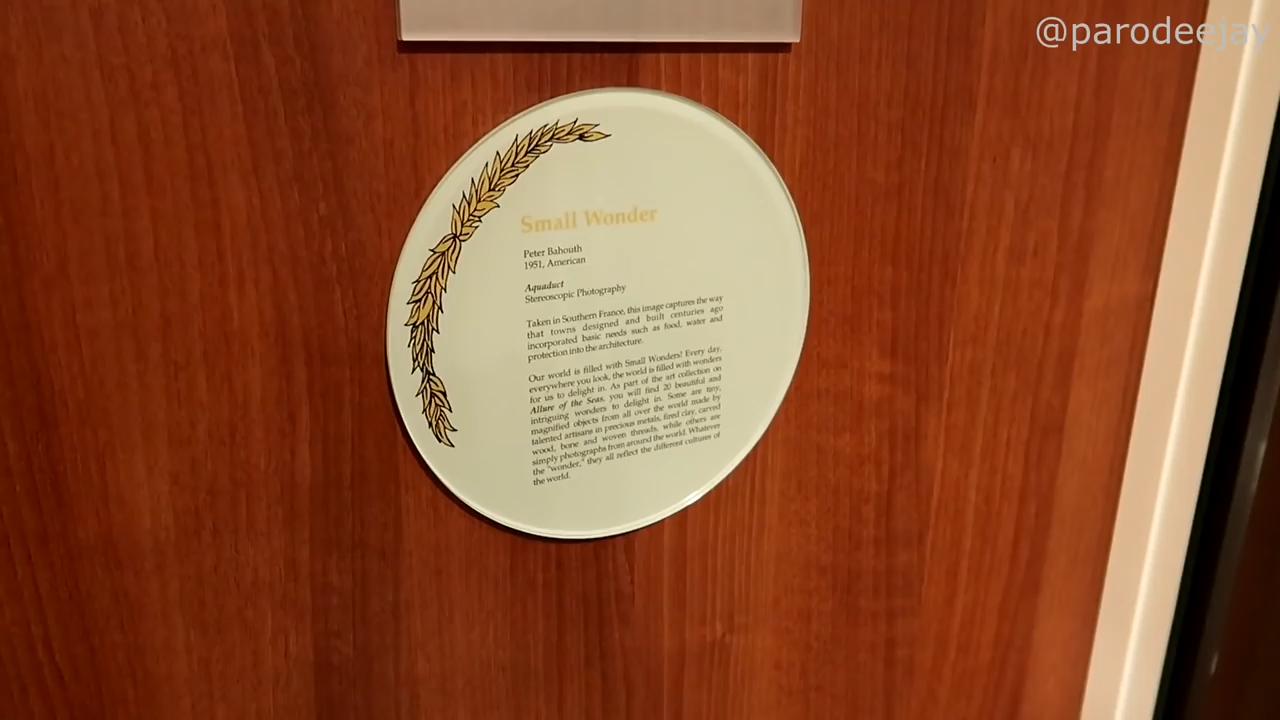 @parodeejay
Small Wonder
Peter Bahouth
1951, American
Aquaduct
Stereoscopic Photography
Taken in Southern France, this image captures the way
that towns designed and built centuries ago
incorporated basic needs such as food, water and
protection into the architecture.
Our world is filled with Small Wonders! Every day,
everywhere you look, the world is filled with wonders
for us to delight in. As part of the art collection on
Allure of the Seas, you will find 20 beautiful and
intriguing wonders to delight in. Some are tiny,
magnified objects from all over the world made by
talented artisans in precious metals, fired clay, carved
wood, bone and woven threads, while others are
simply photographs from around the world. Whatever
the "wonder," they all reflect the different cultures of
the world.